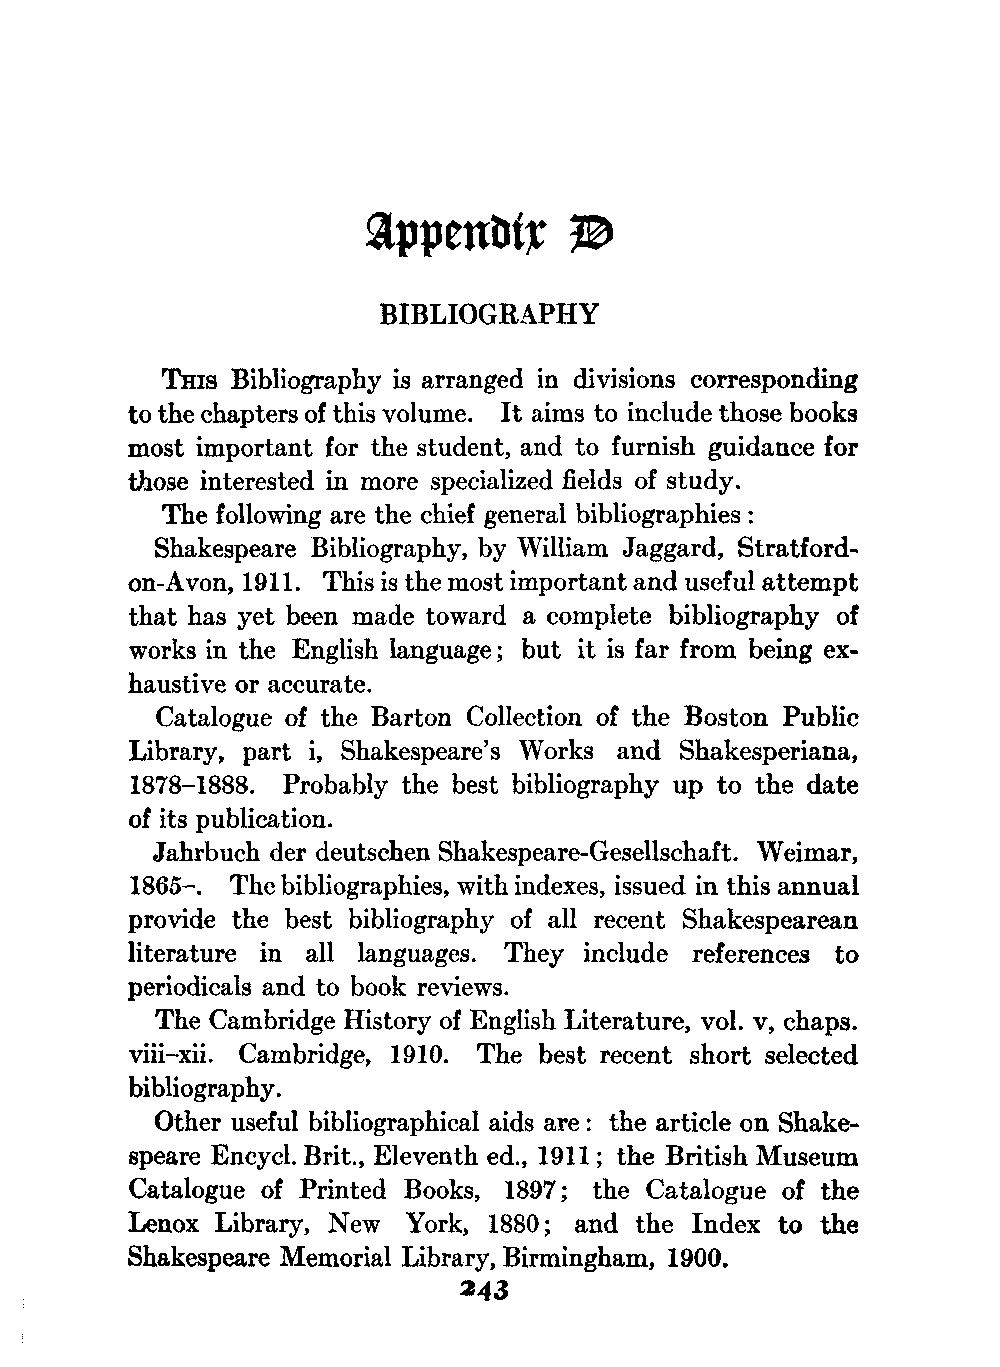 Appendix D
BIBLIOGRAPHY
THIS Bibliography is arranged in divisions corresponding
to the chapters of this volume. It aims to include those books
most important for the student, and to furnish guidance for
those interested in more specialized fields of study.
The following are the chief general bibliographies :
Shakespeare Bibliography, by William Jaggard, Stratford-
on-Avon, 1911. This is the most important and useful attempt
that has yet been made toward a complete bibliography of
works in the English language; but it is far from being ex-
haustive or accurate.
Catalogue of the Barton Collection of the Boston Public
Library, part i, Shakespeare's Works and Shakesperiana,
1878–1888. Probably the best bibliography up to the date
of its publication.
Jahrbuch der deutschen Shakespeare-Gesellschaft. Weimar,
1865–. The bibliographies, with indexes, issued in this annual
provide the best bibliography of all recent Shakespearean
literature in all languages. They include references to
periodicals and to book reviews.
The Cambridge History of English Literature, vol. v, chaps.
viii–xii. Cambridge, 1910. The best recent short selected
bibliography.
Other useful bibliographical aids are : the article on Shake-
speare Encycl. Brit., Eleventh ed., 1911; the British Museum
Catalogue of Printed Books, 1897; the Catalogue of the
Lenox Library, New York, 1880; and the Index to the
Shakespeare Memorial Library, Birmingham, 1900.
243